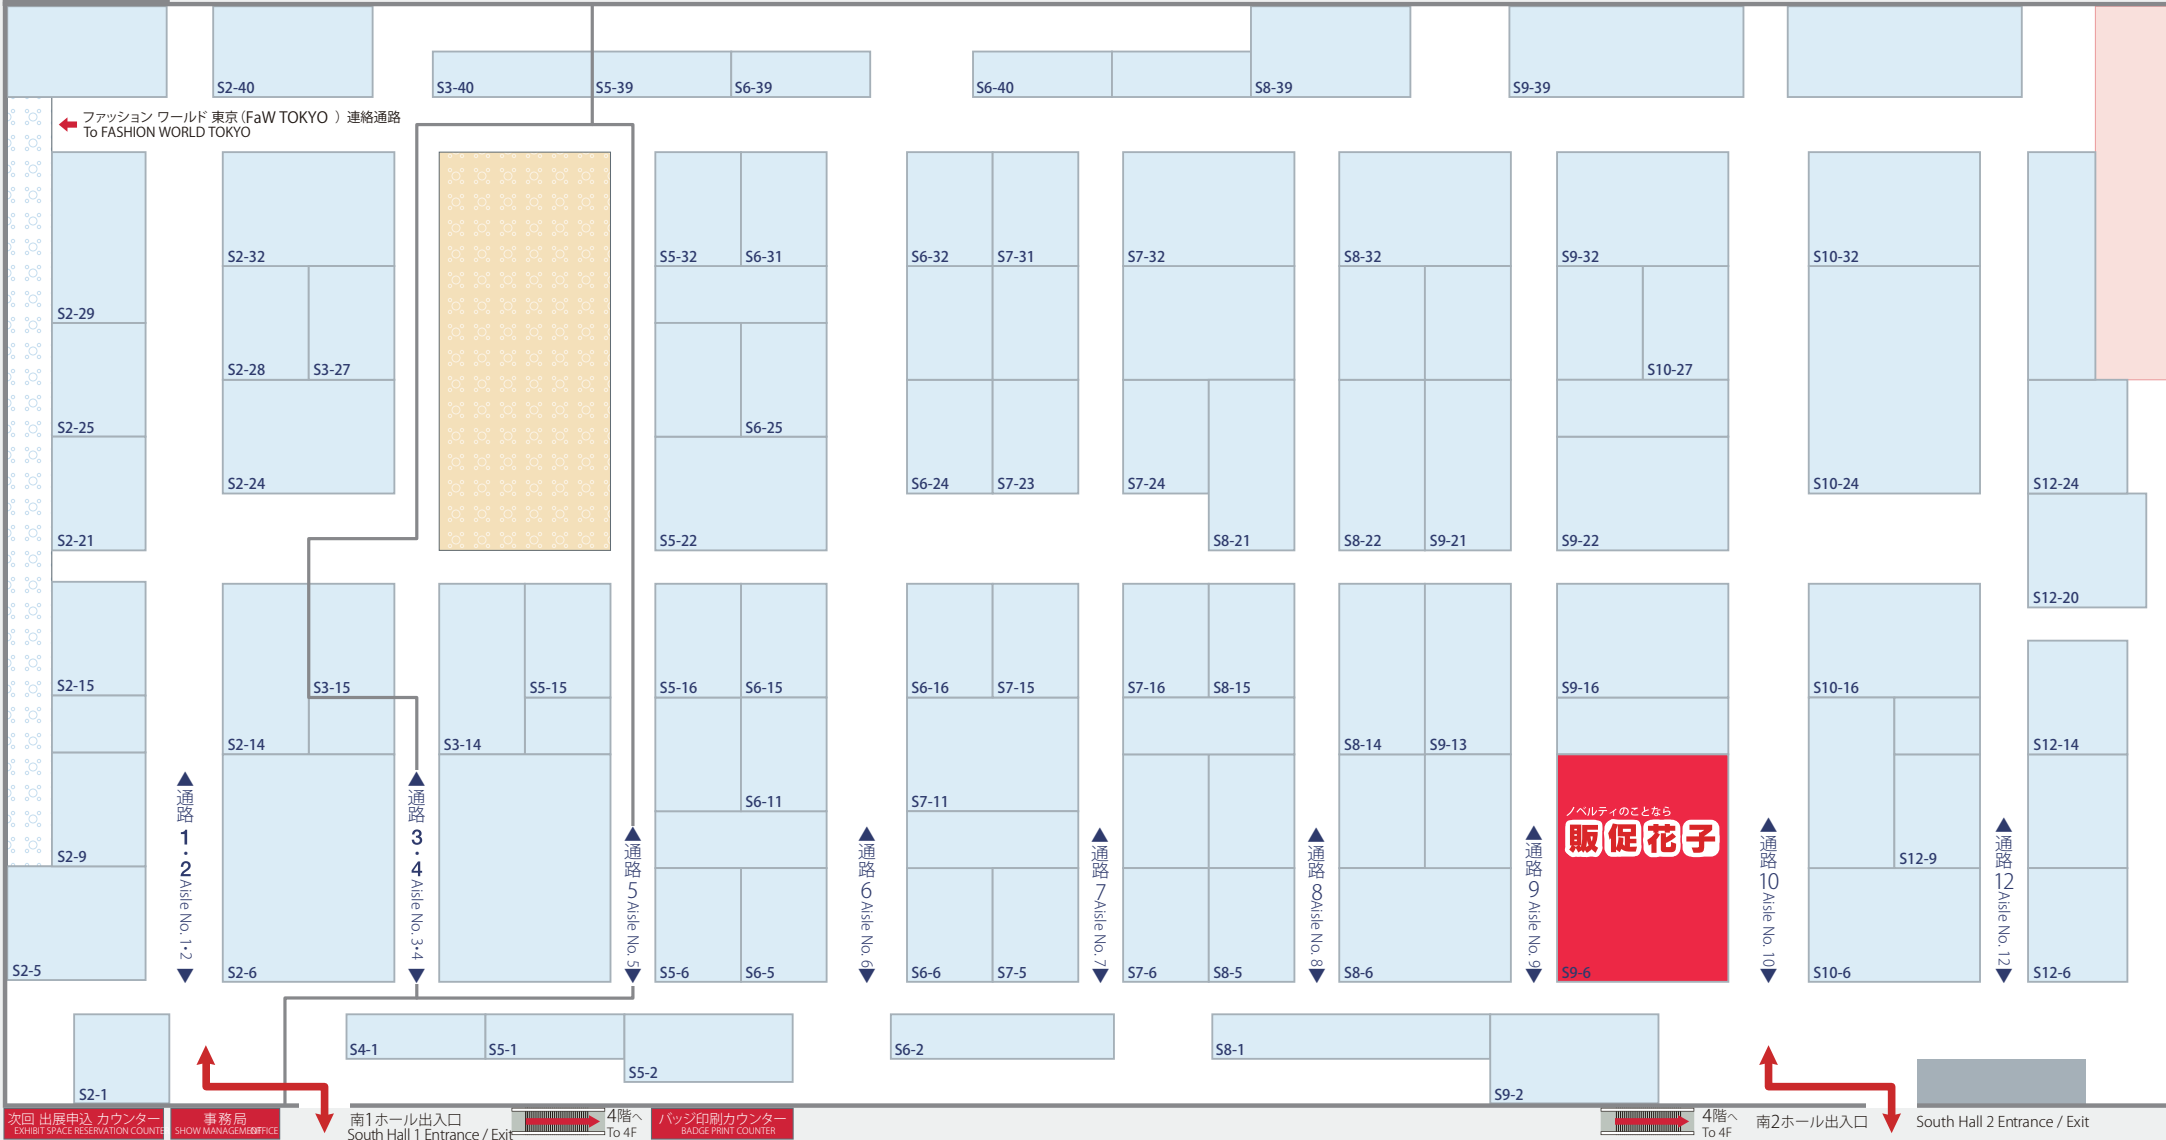 S2-40
S3-40
S5-39
S6-39
S6-40
S8-39
S9-39
ファッション ワールド 東京（FaW TOKYO ）連絡通路
To FASHION WORLD TOKYO
S2-32
S5-32
S6-31
S6-32
S7-31
S7-32
S8-32
S9-32
S10-32
S2-29
S2-28
S3-27
S10-27
S2-25
S6-25
S2-24
S6-24
S7-23
S7-24
S10-24
S12-24
S2-21
S5-22
S8-21
S8-22
S9-21
S9-22
S12-20
S2-15
S3-15
S5-15
S5-16
S6-15
S6-16
S7-15
S7-16
S8-15
S9-16
S10-16
S2-14
S3-14
S8-14
S9-13
S12-14
S6-11
S7-11
ノベルティのことなら
販促花子
S2-9
S12-9
通路 1・2 Aisle No. 1・2
通路 3・4 Aisle No. 3・4
通路 5 Aisle No. 5
通路 6 Aisle No. 6
通路 7 Aisle No. 7
通路 8 Aisle No. 8
通路 9 Aisle No. 9
通路 10 Aisle No. 10
通路 12 Aisle No. 12
S2-5
S2-6
S5-6
S6-5
S6-6
S7-5
S7-6
S8-5
S8-6
S9-6
S10-6
S12-6
S4-1
S5-1
S5-2
S6-2
S8-1
S9-2
S2-1
次回 出展申込 カウンター
EXHIBIT SPACE RESERVATION COUNTE
事務局
SHOW MANAGEMENT OFFICE
南1ホール出入口
South Hall 1 Entrance / Exit
4階へ
To 4F
バッジ印刷カウンター
BADGE PRINT COUNTER
4階へ
To 4F
南2ホール出入口
South Hall 2 Entrance / Exit